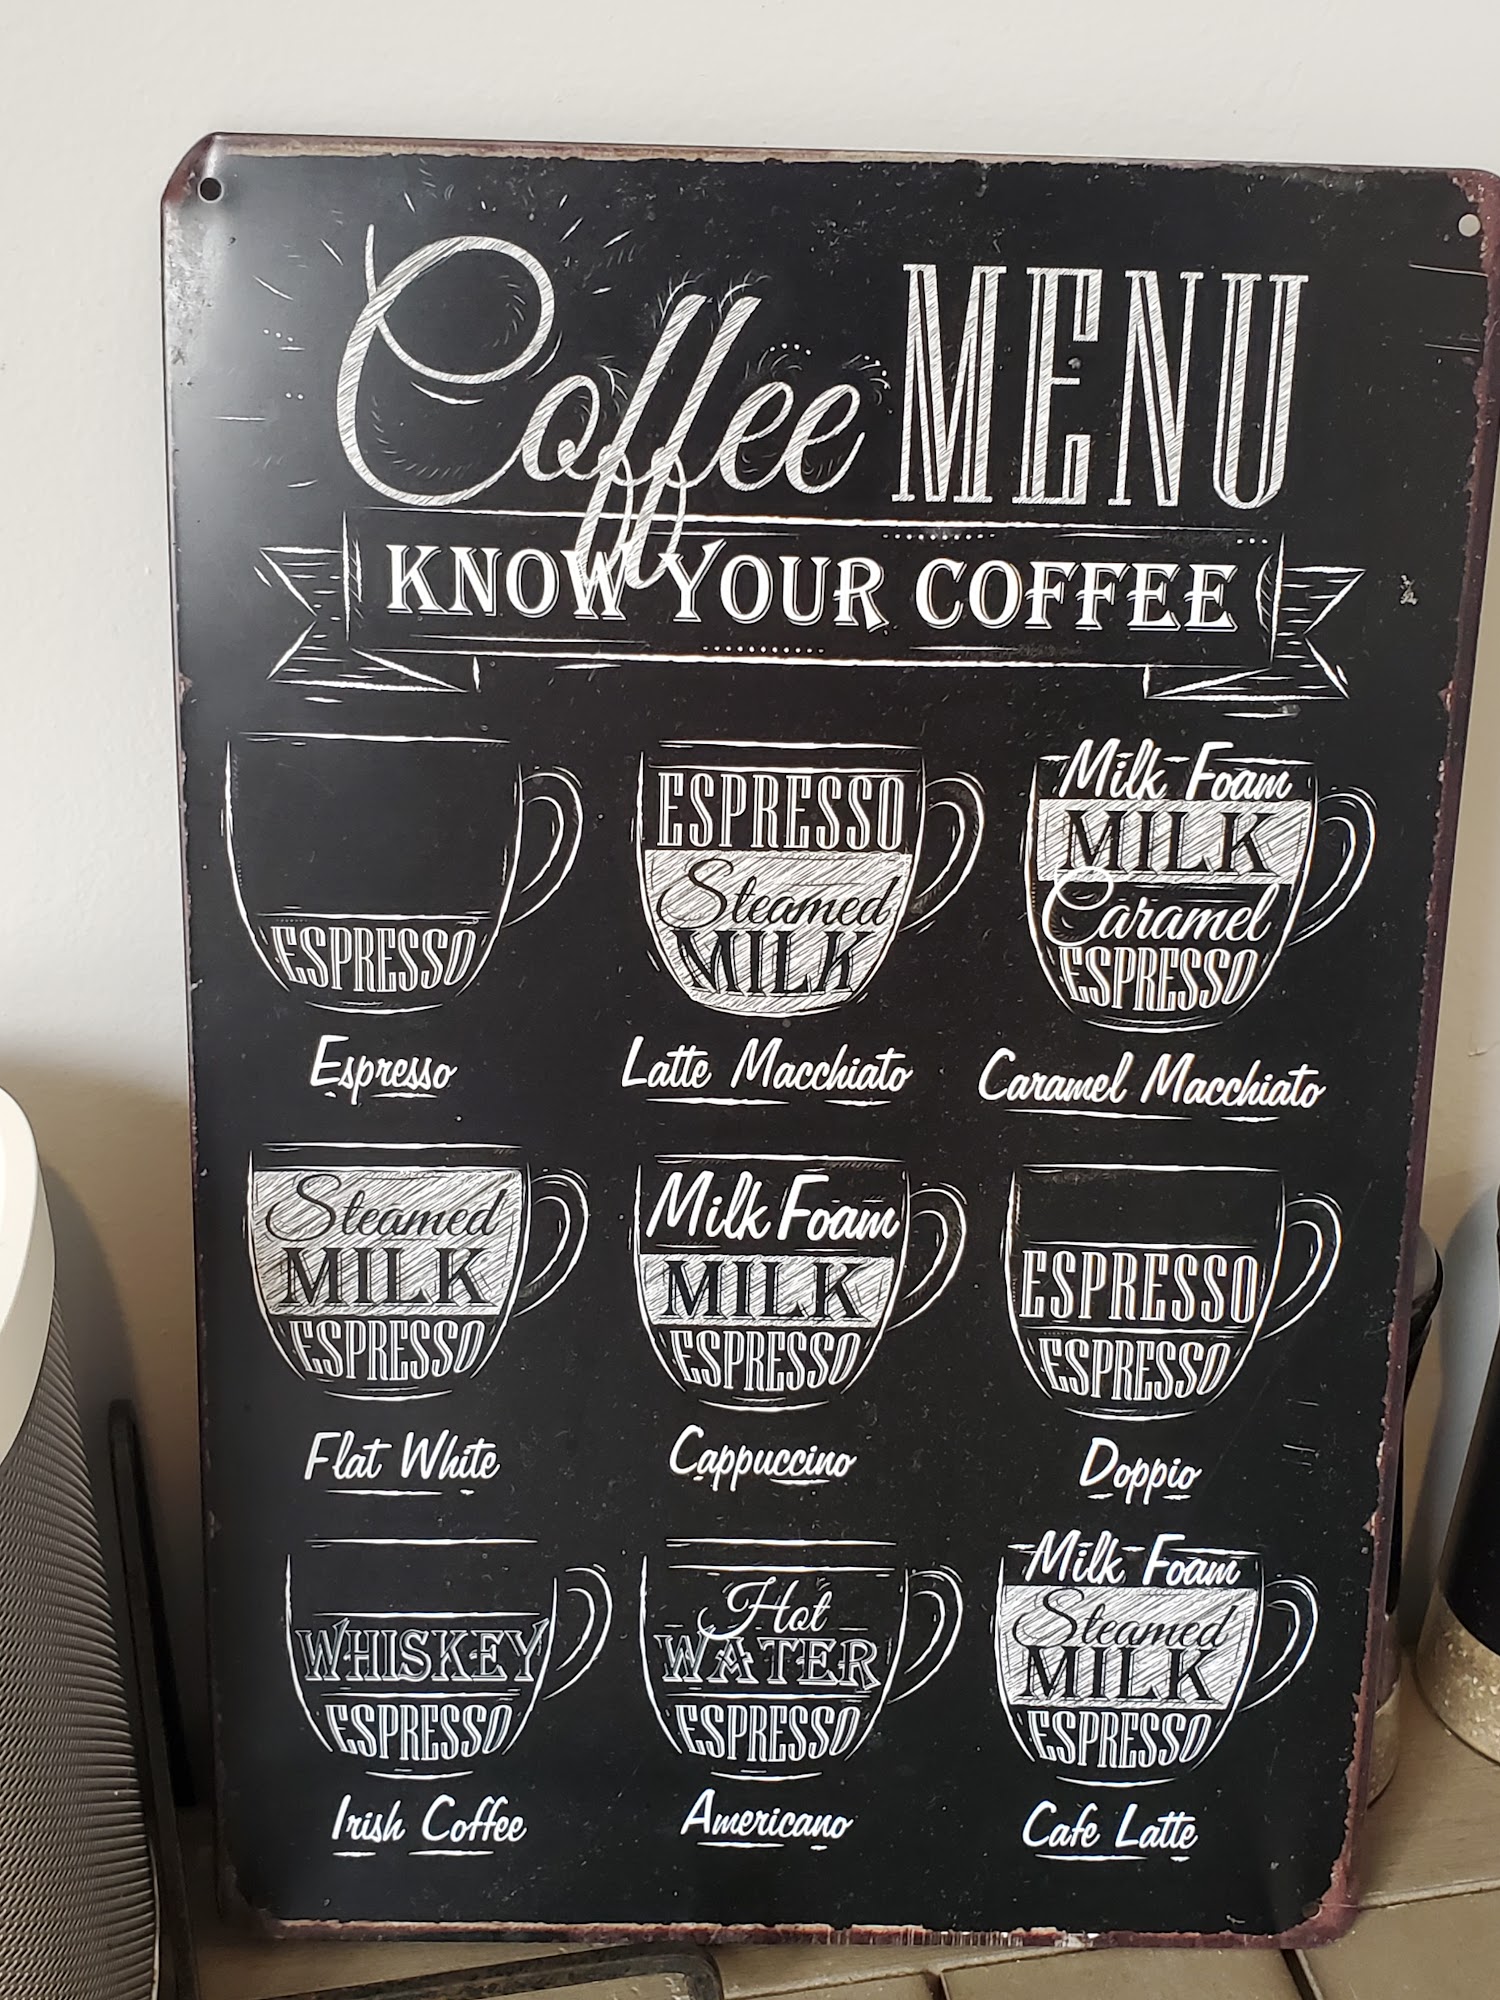 Coffee MENU
KNOW YOUR COFFEE
ESPRESSO
Espresso
ESPRESSO
Steamed
MILK
Latte Macchiato
Milk Foam
MILK
Caramel
ESPRESSO
Caramel Macchiato
Steamed
MILK
ESPRESSO
Flat White
Milk Foam
MILK
ESPRESSO
Cappuccino
ESPRESSO
ESPRESSO
Doppio
WHISKEY
ESPRESSO
Irish Coffee
Hot
WATER
ESPRESSO
Americano
Milk Foam
Steamed
MILK
ESPRESSO
Cafe Latte